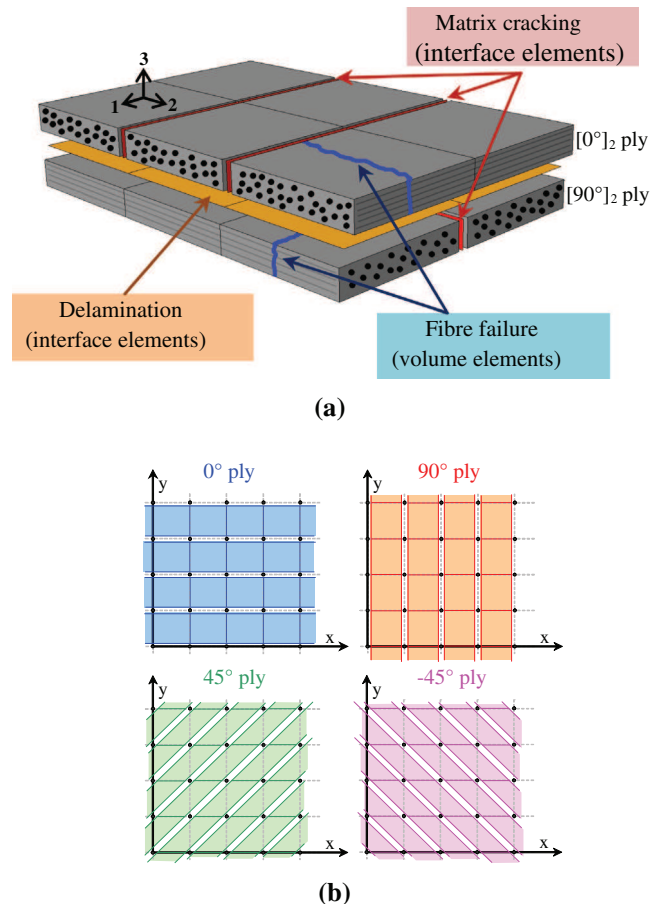 Matrix cracking
(interface elements)
3
1
2
[0°]₂ ply
[90°]₂ ply
Delamination
(interface elements)
Fibre failure
(volume elements)
(a)
0° ply
90° ply
y
y
x
x
45° ply
-45° ply
y
y
x
x
(b)